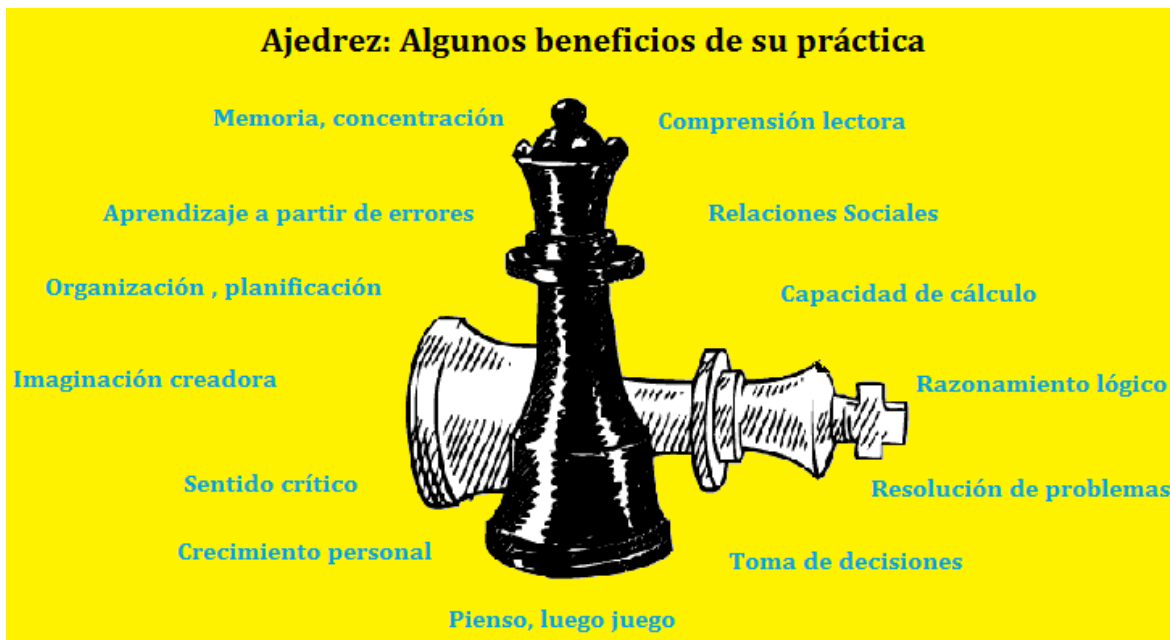 Ajedrez: Algunos beneficios de su práctica
Memoria, concentración
Comprensión lectora
Aprendizaje a partir de errores
Relaciones Sociales
Organización , planificación
Capacidad de cálculo
Imaginación creadora
Razonamiento lógico
Sentido crítico
Resolución de problemas
Crecimiento personal
Toma de decisiones
Pienso, luego juego